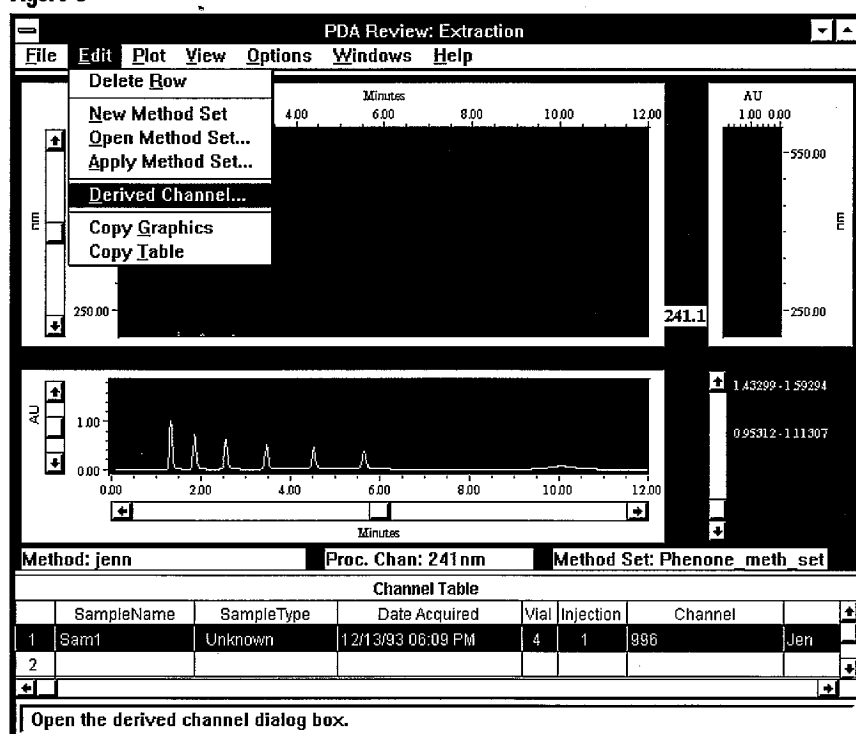 PDA Review: Extraction
File Edit Plot View Options Windows Help
Delete Row
New Method Set
Open Method Set...
Apply Method Set...
Derived Channel...
Copy Graphics
Copy Table
Minutes
4.00 6.00 8.00 10.00 12.00
nm
250.00
241.1
AU
1.00 0.00
550.00
250.00
nm
AU
1.00
0.00
0.00 2.00 4.00 6.00 8.00 10.00 12.00
Minutes
1.43299 - 1.59294
0.95312 - 1.11307
Method: jenn Proc. Chan: 241nm Method Set: Phenone_meth_set
Channel Table
SampleName SampleType Date Acquired Vial Injection Channel
1 Sam1 Unknown 12/13/93 06:09 PM 4 1 996 Jen
2
Open the derived channel dialog box.